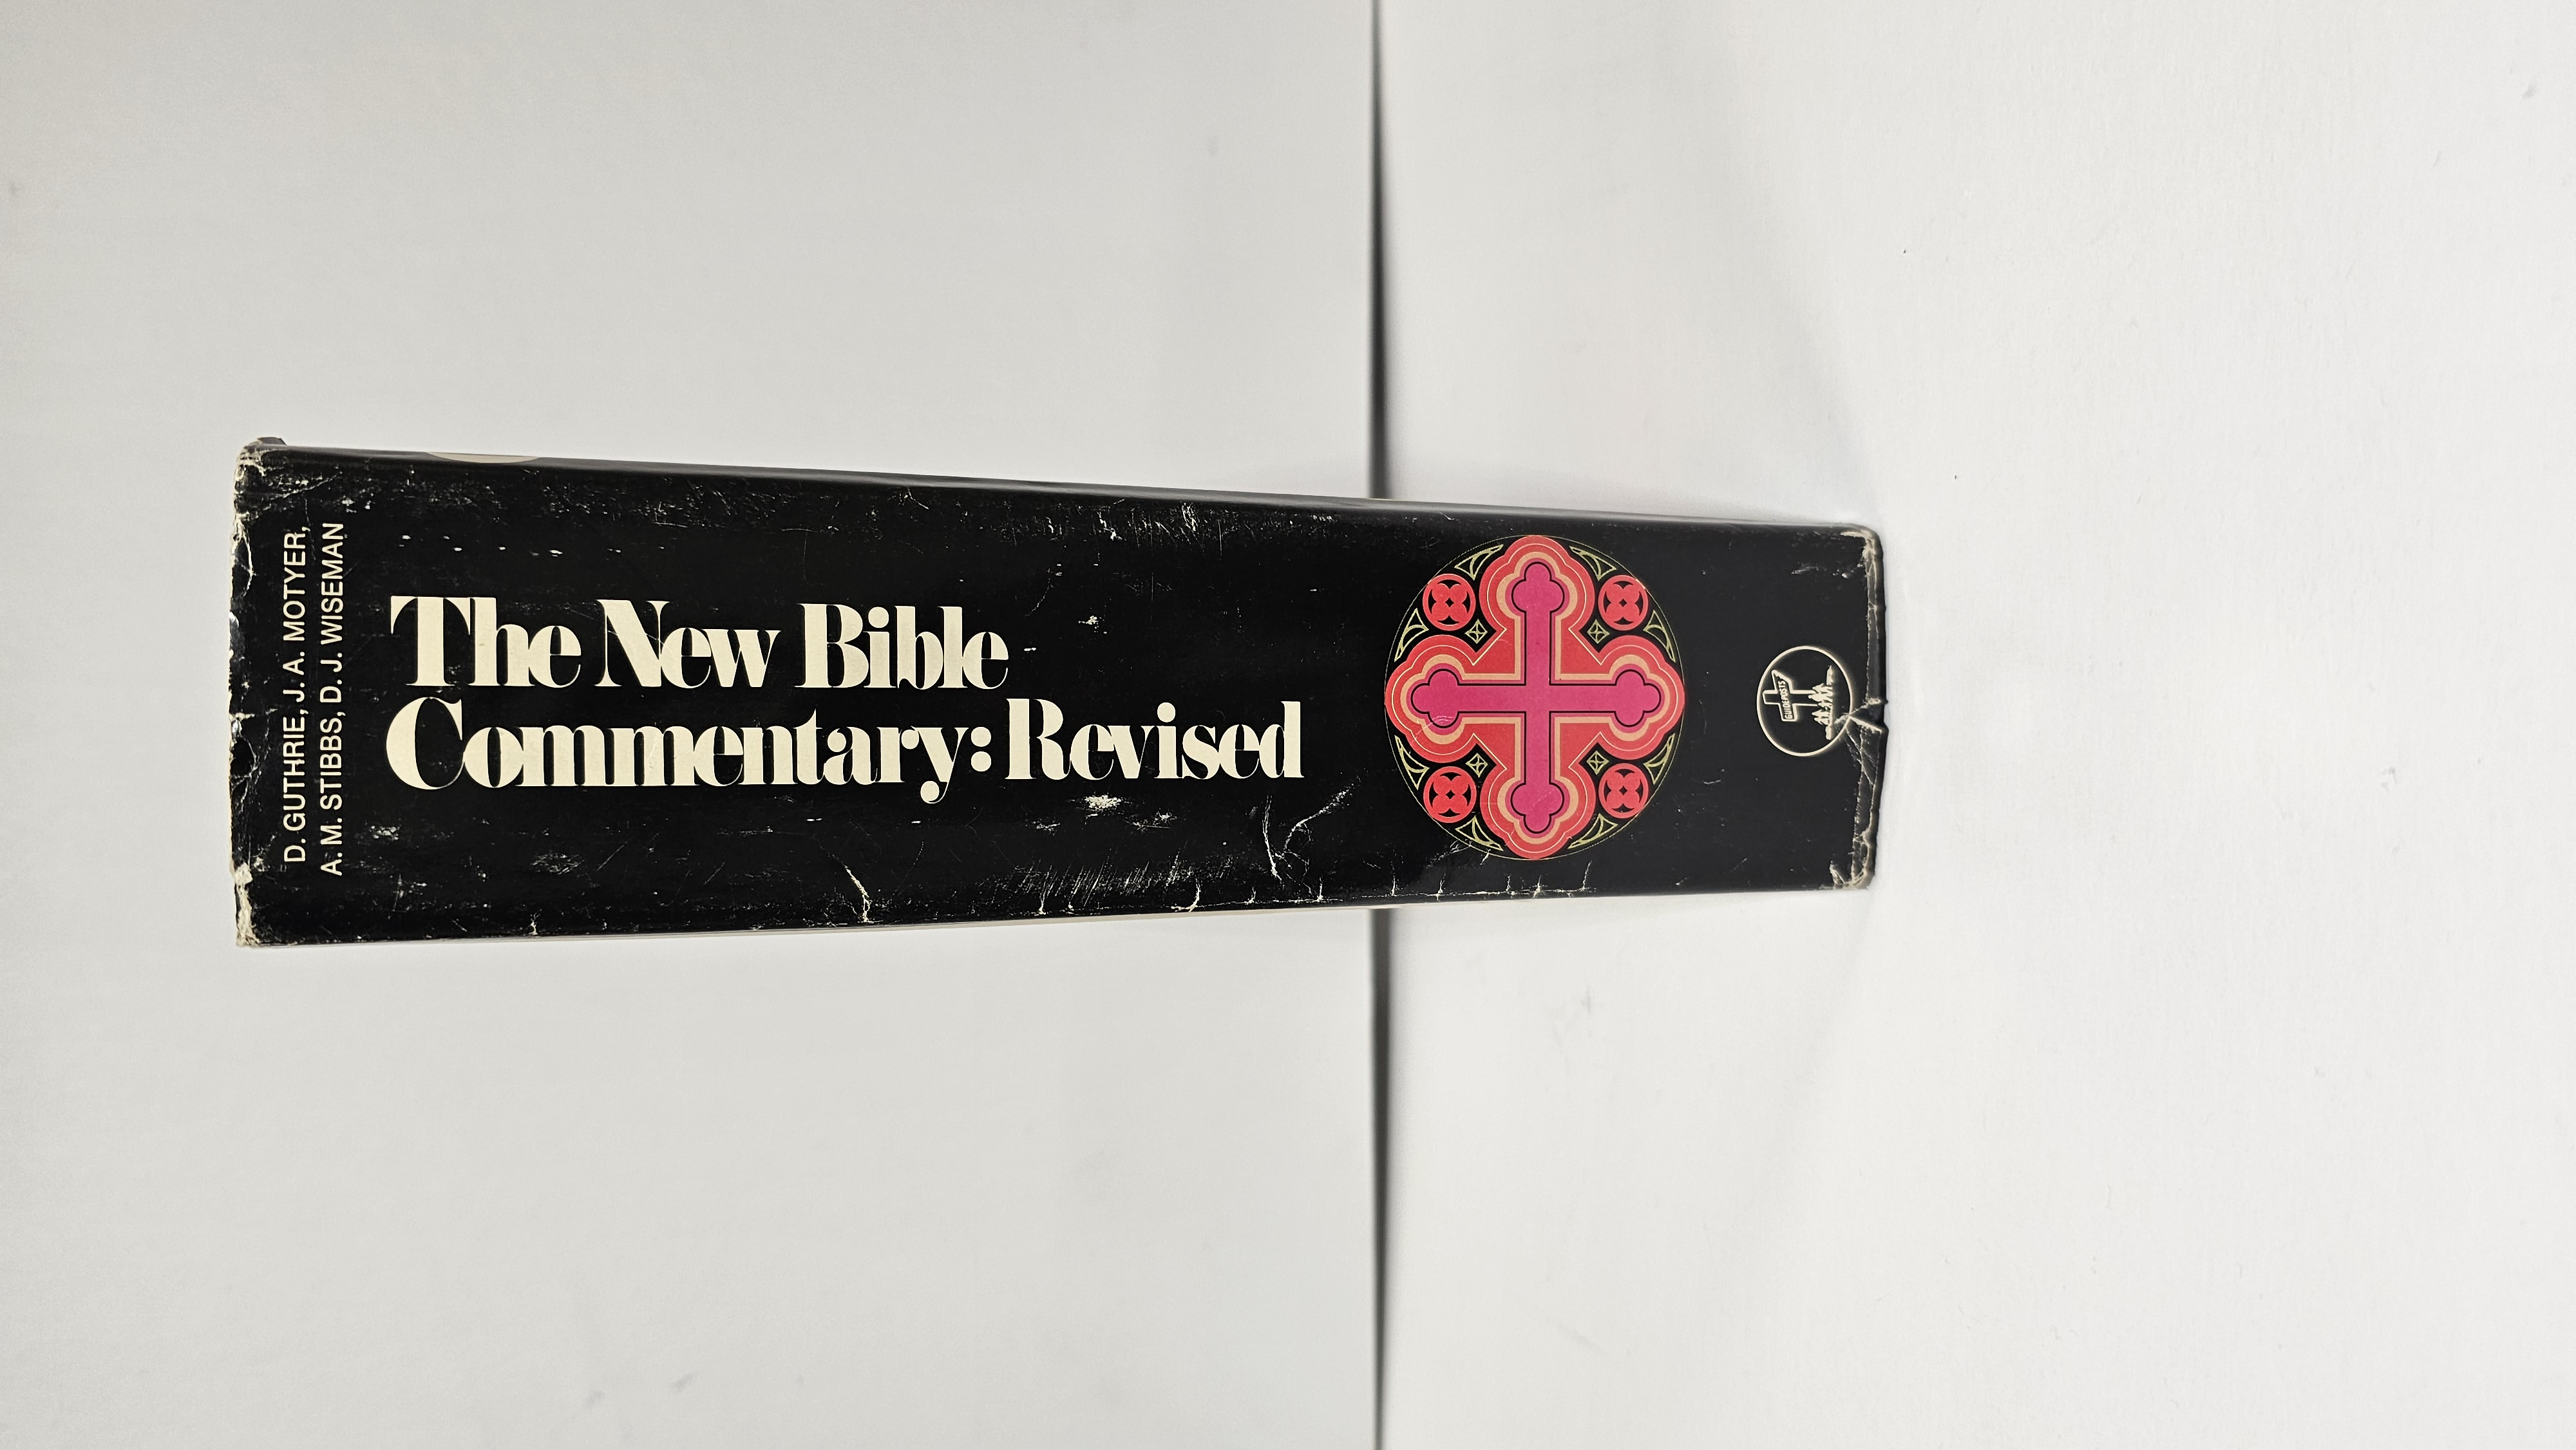 D. GUTHRIE, J. A. MOTYER,
A. M. STIBBS, D. J. WISEMAN
The New Bible
Commentary: Revised
GUIDEPOSTS